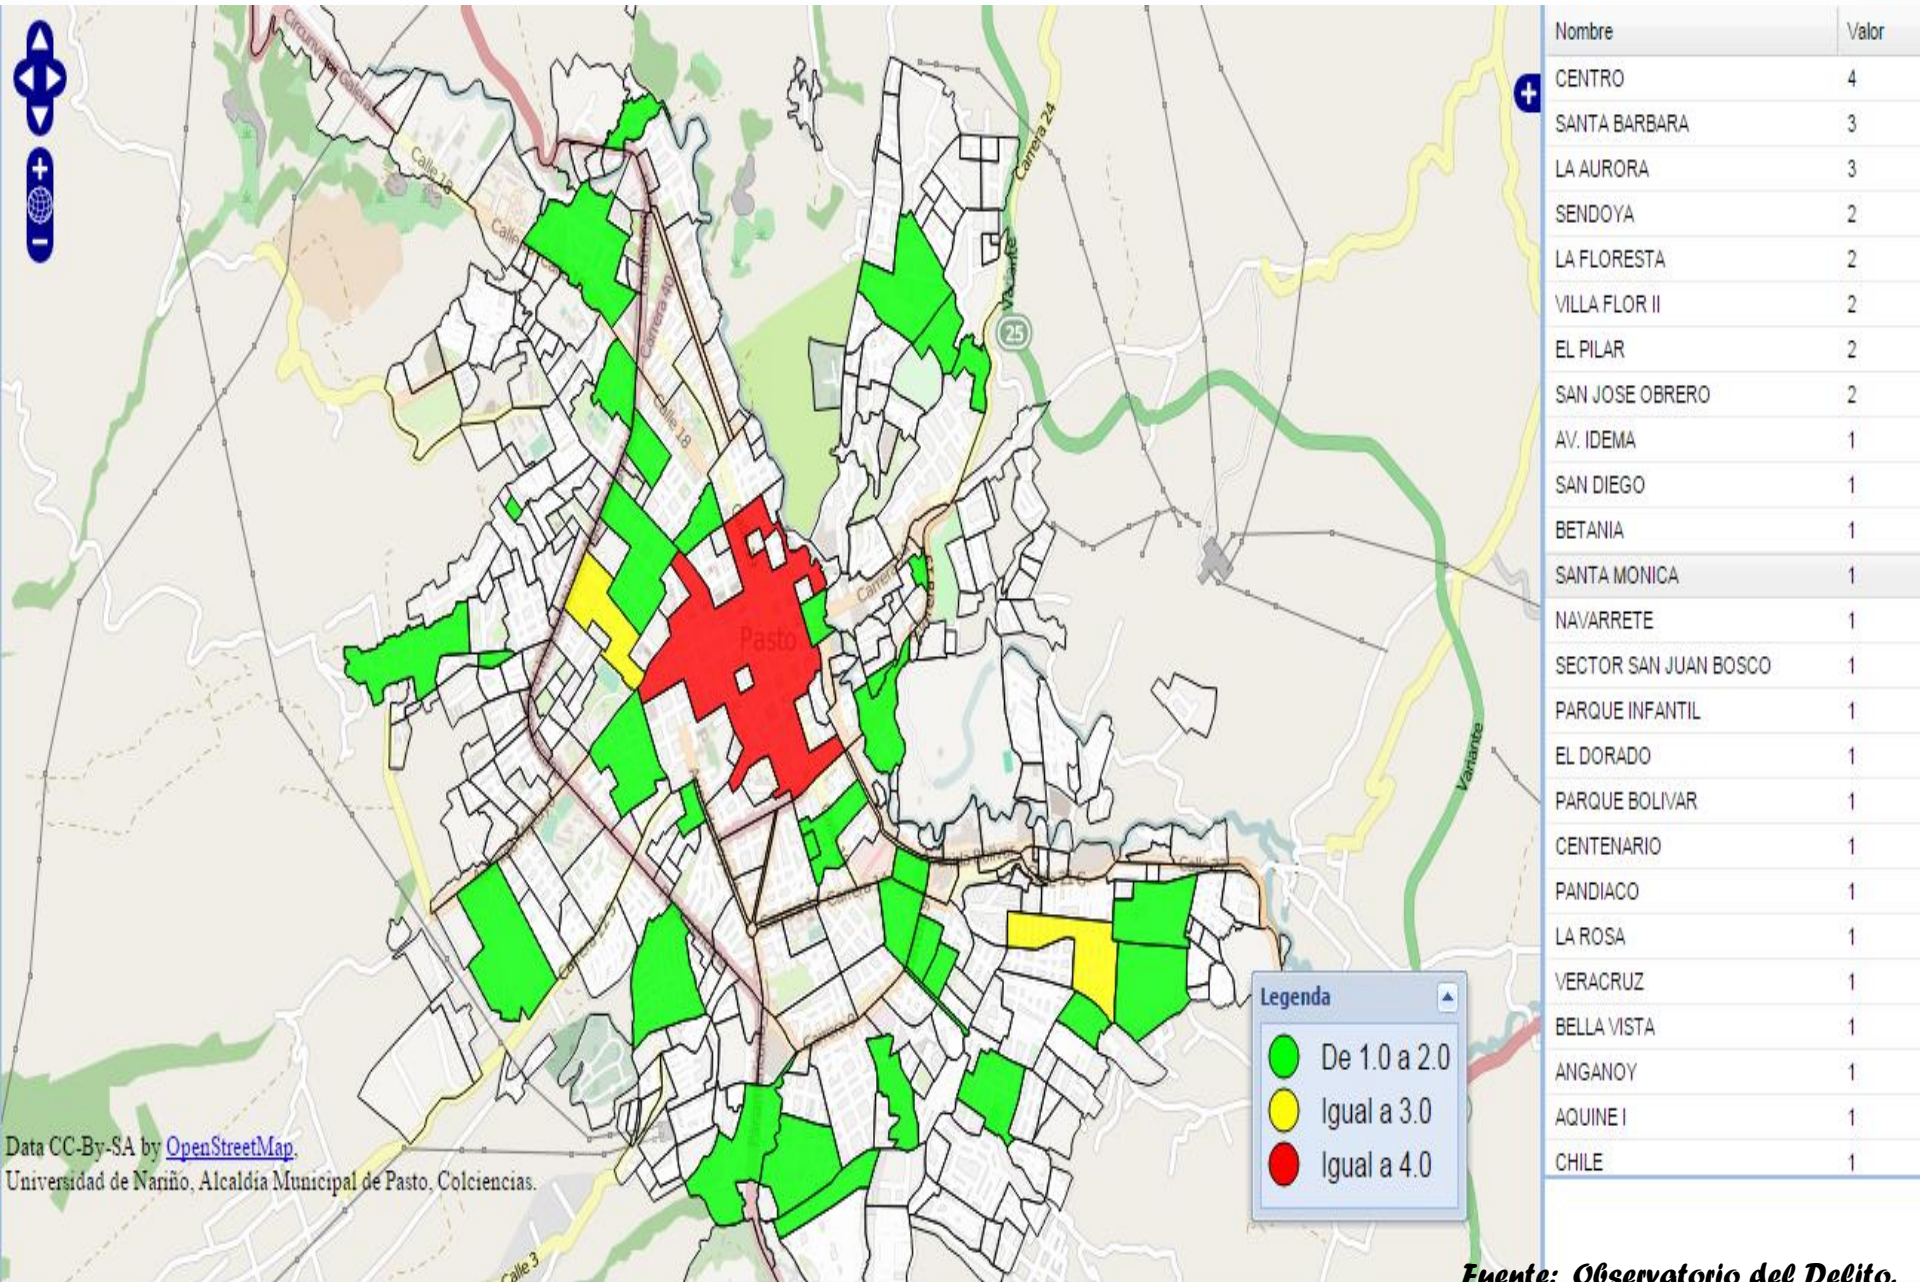 Nombre Valor
CENTRO 4
SANTA BARBARA 3
LA AURORA 3
SENDOYA 2
LA FLORESTA 2
VILLA FLOR II 2
EL PILAR 2
SAN JOSE OBRERO 2
AV. IDEMA 1
SAN DIEGO 1
BETANIA 1
SANTA MONICA 1
NAVARRETE 1
SECTOR SAN JUAN BOSCO 1
PARQUE INFANTIL 1
EL DORADO 1
PARQUE BOLIVAR 1
CENTENARIO 1
PANDIACO 1
LA ROSA 1
VERACRUZ 1
BELLA VISTA 1
ANGANOY 1
AQUINE I 1
CHILE 1
Calle 18
Carrera 24
Variante
25
Carrera 40
Calle 18
Pasto
Variante
Calle 3
Legenda
De 1.0 a 2.0
Igual a 3.0
Igual a 4.0
Data CC-By-SA by OpenStreetMap,
Universidad de Nariño, Alcaldía Municipal de Pasto, Colciencias.
Fuente: Observatorio del Delito.